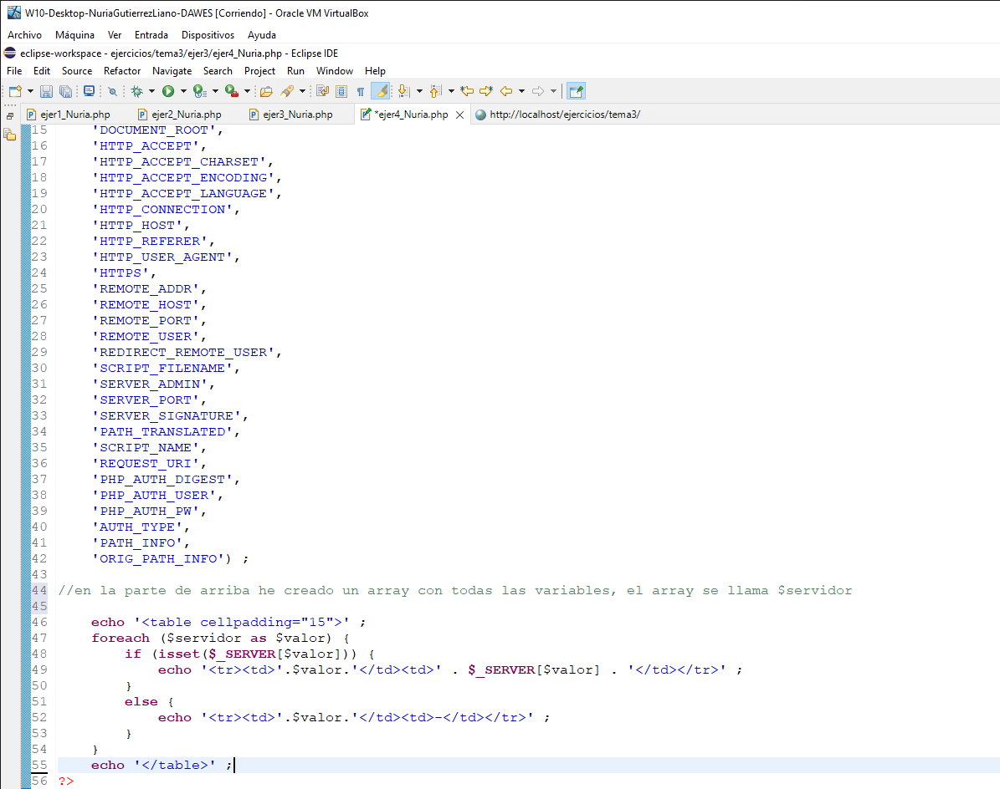 W10-Desktop-NuriaGutierrezLiano-DAWES [Corriendo] - Oracle VM VirtualBox
Archivo Máquina Ver Entrada Dispositivos Ayuda
eclipse-workspace - ejercicios/tema3/ejer3/ejer4_Nuria.php - Eclipse IDE
File Edit Source Refactor Navigate Search Project Run Window Help
ejer1_Nuria.php ejer2_Nuria.php ejer3_Nuria.php *ejer4_Nuria.php http://localhost/ejercicios/tema3/
15 'DOCUMENT_ROOT',
16 'HTTP_ACCEPT',
17 'HTTP_ACCEPT_CHARSET',
18 'HTTP_ACCEPT_ENCODING',
19 'HTTP_ACCEPT_LANGUAGE',
20 'HTTP_CONNECTION',
21 'HTTP_HOST',
22 'HTTP_REFERER',
23 'HTTP_USER_AGENT',
24 'HTTPS',
25 'REMOTE_ADDR',
26 'REMOTE_HOST',
27 'REMOTE_PORT',
28 'REMOTE_USER',
29 'REDIRECT_REMOTE_USER',
30 'SCRIPT_FILENAME',
31 'SERVER_ADMIN',
32 'SERVER_PORT',
33 'SERVER_SIGNATURE',
34 'PATH_TRANSLATED',
35 'SCRIPT_NAME',
36 'REQUEST_URI',
37 'PHP_AUTH_DIGEST',
38 'PHP_AUTH_USER',
39 'PHP_AUTH_PW',
40 'AUTH_TYPE',
41 'PATH_INFO',
42 'ORIG_PATH_INFO') ;
43
44 //en la parte de arriba he creado un array con todas las variables, el array se llama $servidor
45
46 echo '<table cellpadding="15">' ;
47 foreach ($servidor as $valor) {
48 if (isset($_SERVER[$valor])) {
49 echo '<tr><td>'.$valor.'</td><td>' . $_SERVER[$valor] . '</td></tr>' ;
50 }
51 else {
52 echo '<tr><td>'.$valor.'</td><td>-</td></tr>' ;
53 }
54 }
55 echo '</table>' ;
56 ?>